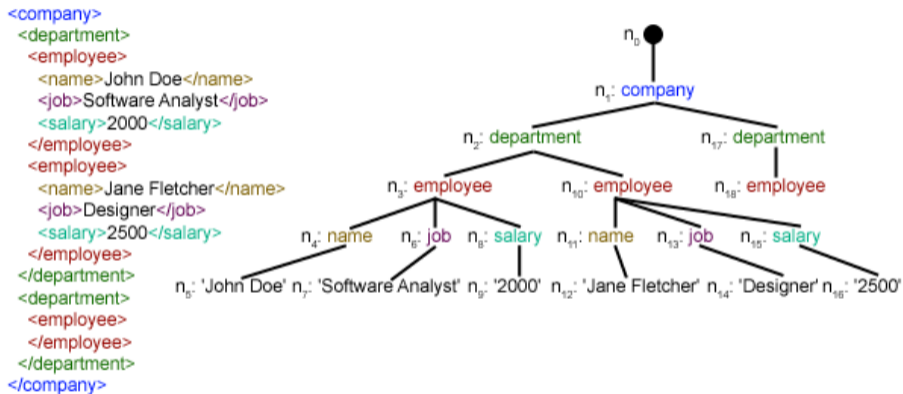 <company>
<department>
<employee>
<name>John Doe</name>
<job>Software Analyst</job>
<salary>2000</salary>
</employee>
<employee>
<name>Jane Fletcher</name>
<job>Designer</job>
<salary>2500</salary>
</employee>
</department>
<department>
<employee>
</employee>
</department>
</company>
n0
n1: company
n2: department n17: department
n3: employee n10: employee n18: employee
n4: name n6: job n8: salary n11: name n13: job n15: salary
n5: 'John Doe' n7: 'Software Analyst' n9: '2000' n12: 'Jane Fletcher' n14: 'Designer' n16: '2500'